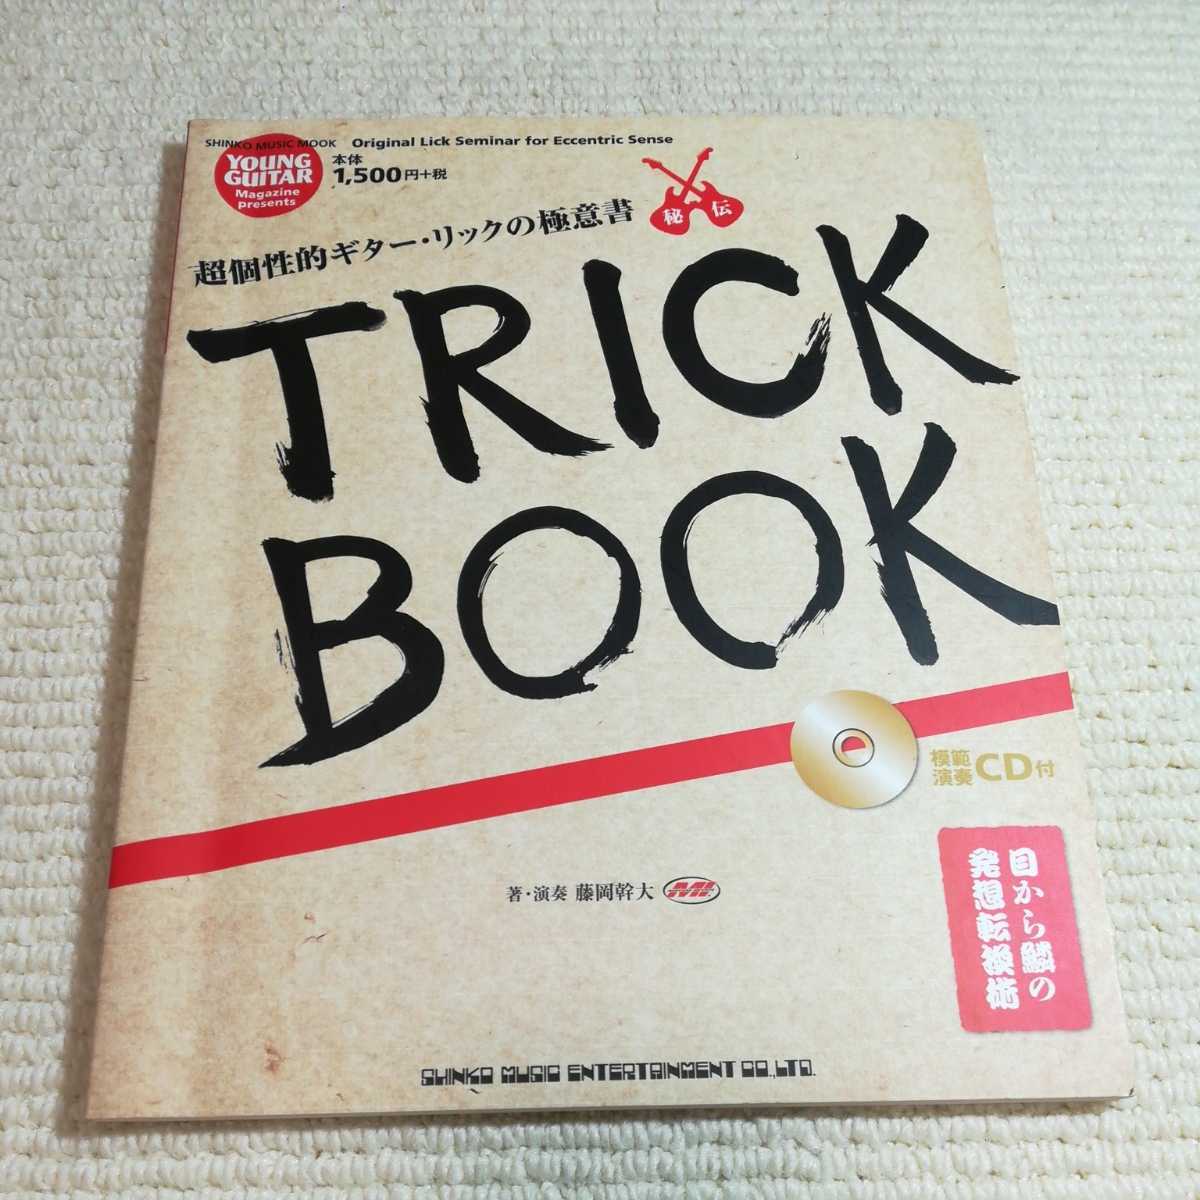 SHINKO MUSIC MOOK Original Lick Seminar for Eccentric Sense
YOUNG
GUITAR
Magazine
presents
本体
1,500円+税
超個性的ギター・リックの極意書
秘伝
TRICK
BOOK
模範
演奏
CD付
著・演奏 藤岡幹大 MI
目から鱗の
発想転換術
SHINKO MUSIC ENTERTAINMENT CO.,LTD.